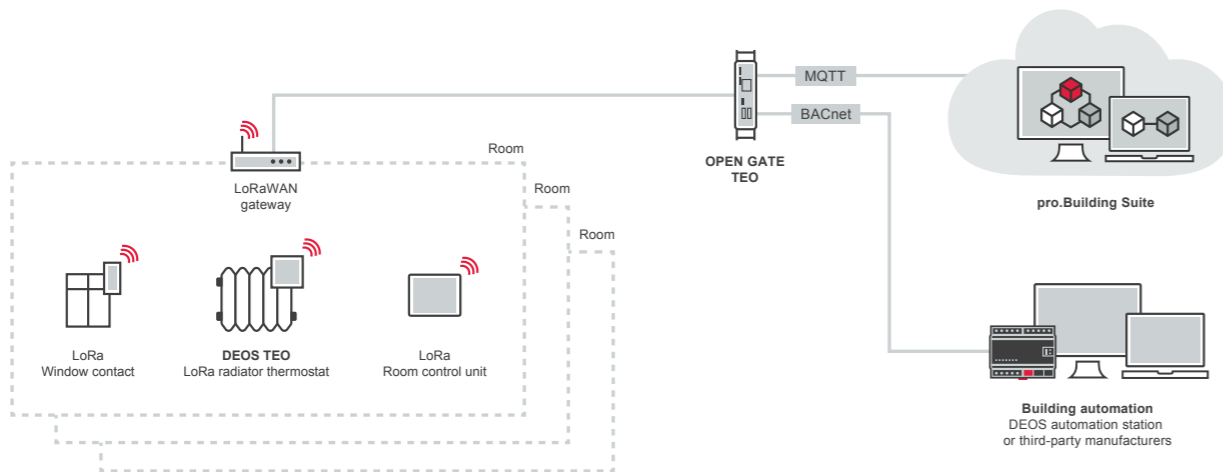 MQTT
BACnet
OPEN GATE
TEO
pro.Building Suite
Room
Room
Room
LoRaWAN
gateway
LoRa
Window contact
DEOS TEO
LoRa radiator thermostat
LoRa
Room control unit
Building automation
DEOS automation station
or third-party manufacturers